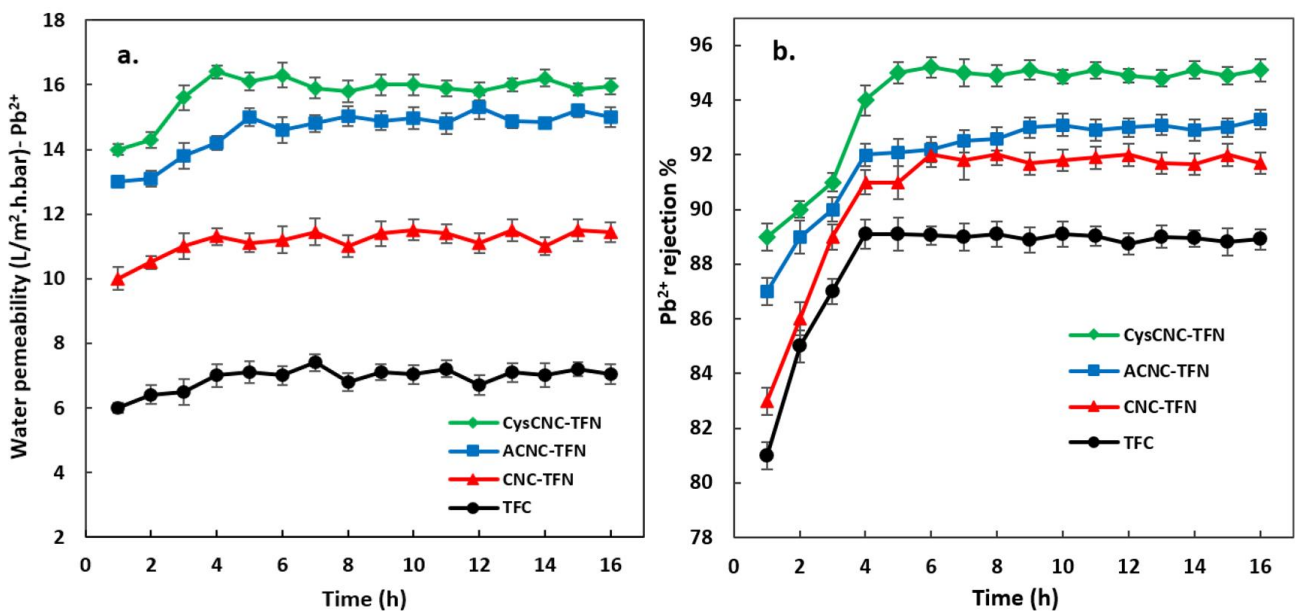 a.
Water pemeability (L/m².h.bar)- Pb²⁺
18
16
14
12
10
8
6
4
2
0 2 4 6 8 10 12 14 16
Time (h)
CysCNC-TFN
ACNC-TFN
CNC-TFN
TFC
b.
Pb²⁺ rejection %
96
94
92
90
88
86
84
82
80
78
0 2 4 6 8 10 12 14 16
Time (h)
CysCNC-TFN
ACNC-TFN
CNC-TFN
TFC